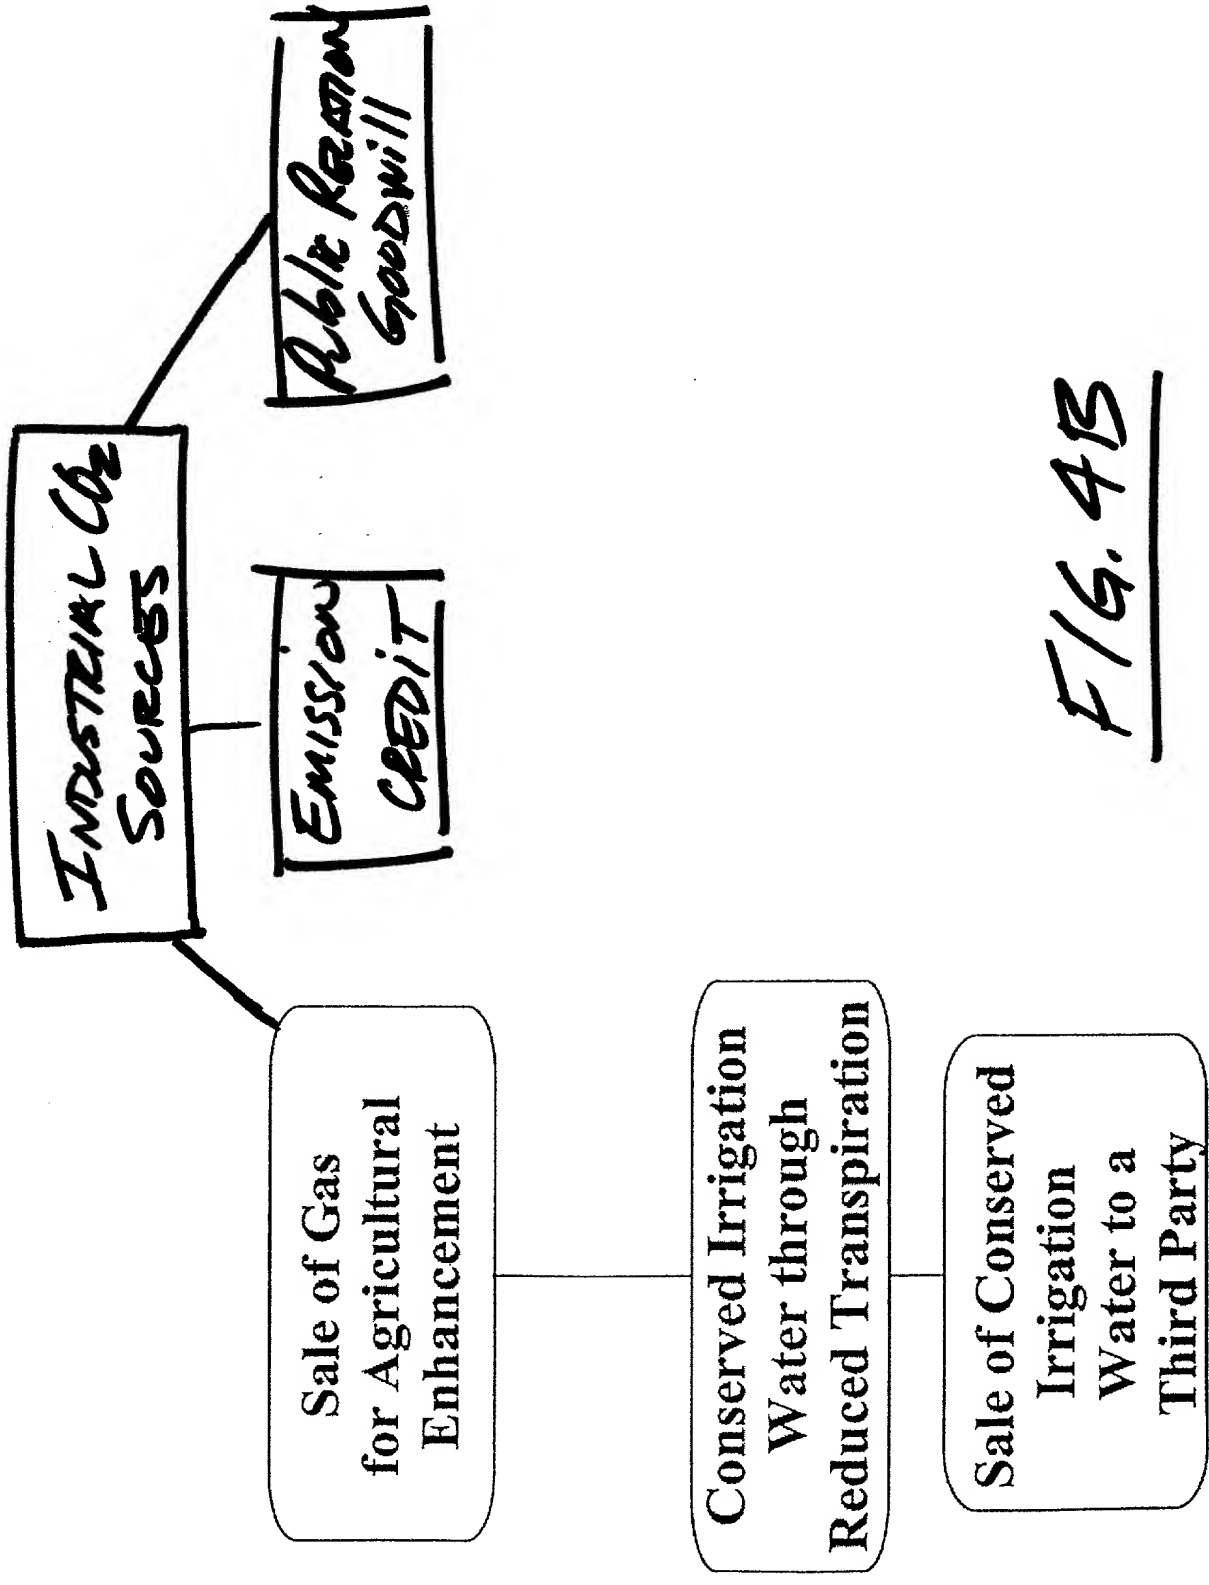 INDUSTRIAL CO2
SOURCES
Sale of Gas
for Agricultural
Enhancement
EMISSION
CREDIT
Public RELATION
GOODWill
Conserved Irrigation
Water through
Reduced Transpiration
Sale of Conserved
Irrigation
Water to a
Third Party
FIG. 4B